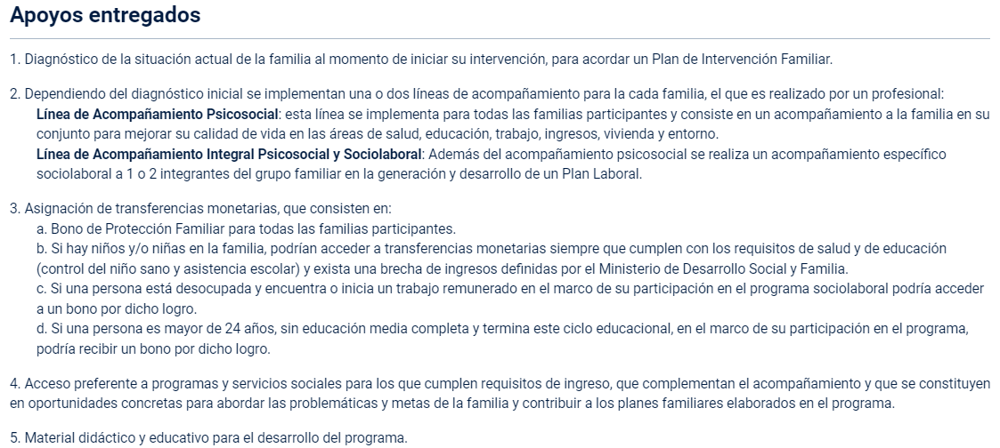 Apoyos entregados
1. Diagnóstico de la situación actual de la familia al momento de iniciar su intervención, para acordar un Plan de Intervención Familiar.
2. Dependiendo del diagnóstico inicial se implementan una o dos líneas de acompañamiento para la cada familia, el que es realizado por un profesional:
Línea de Acompañamiento Psicosocial: esta línea se implementa para todas las familias participantes y consiste en un acompañamiento a la familia en su
conjunto para mejorar su calidad de vida en las áreas de salud, educación, trabajo, ingresos, vivienda y entorno.
Línea de Acompañamiento Integral Psicosocial y Sociolaboral: Además del acompañamiento psicosocial se realiza un acompañamiento específico
sociolaboral a 1 o 2 integrantes del grupo familiar en la generación y desarrollo de un Plan Laboral.
3. Asignación de transferencias monetarias, que consisten en:
a. Bono de Protección Familiar para todas las familias participantes.
b. Si hay niños y/o niñas en la familia, podrían acceder a transferencias monetarias siempre que cumplen con los requisitos de salud y de educación
(control del niño sano y asistencia escolar) y exista una brecha de ingresos definidas por el Ministerio de Desarrollo Social y Familia.
c. Si una persona está desocupada y encuentra o inicia un trabajo remunerado en el marco de su participación en el programa sociolaboral podría acceder
a un bono por dicho logro.
d. Si una persona es mayor de 24 años, sin educación media completa y termina este ciclo educacional, en el marco de su participación en el programa,
podría recibir un bono por dicho logro.
4. Acceso preferente a programas y servicios sociales para los que cumplen requisitos de ingreso, que complementan el acompañamiento y que se constituyen
en oportunidades concretas para abordar las problemáticas y metas de la familia y contribuir a los planes familiares elaborados en el programa.
5. Material didáctico y educativo para el desarrollo del programa.